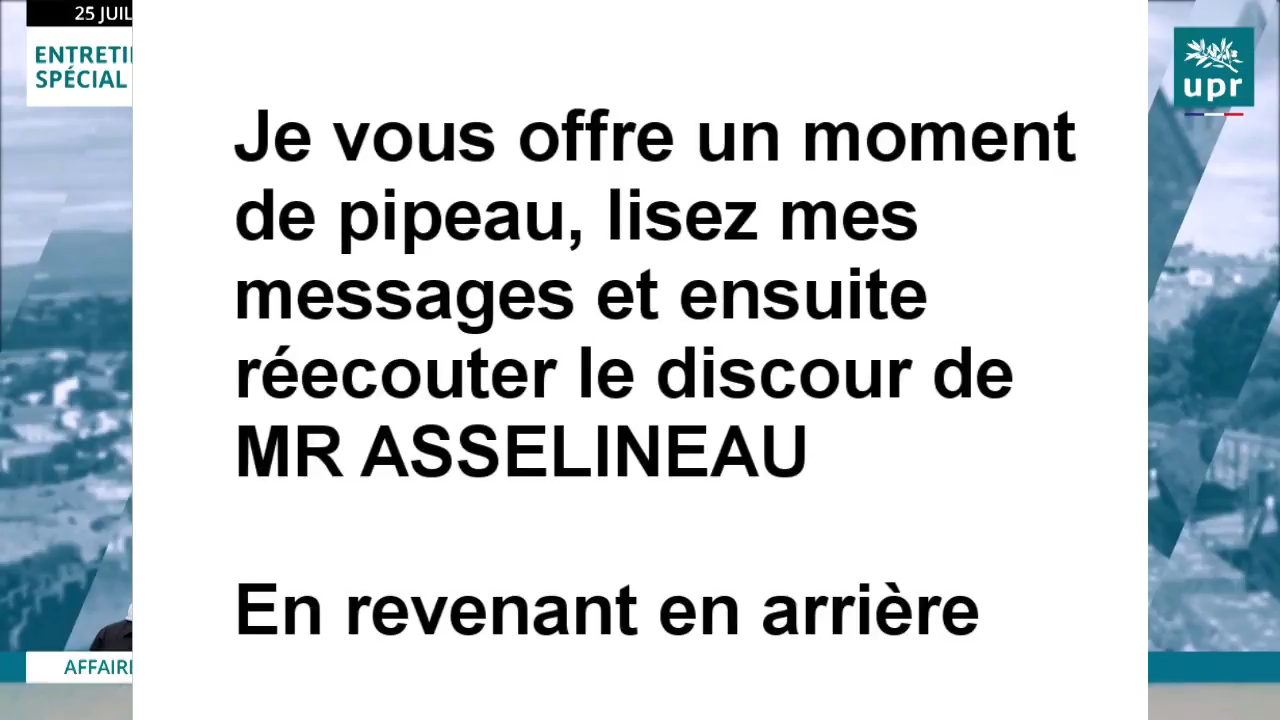 25 JUIL
ENTRETI
SPÉCIAL
upr
Je vous offre un moment
de pipeau, lisez mes
messages et ensuite
réecouter le discour de
MR ASSELINEAU
En revenant en arrière
AFFAIR